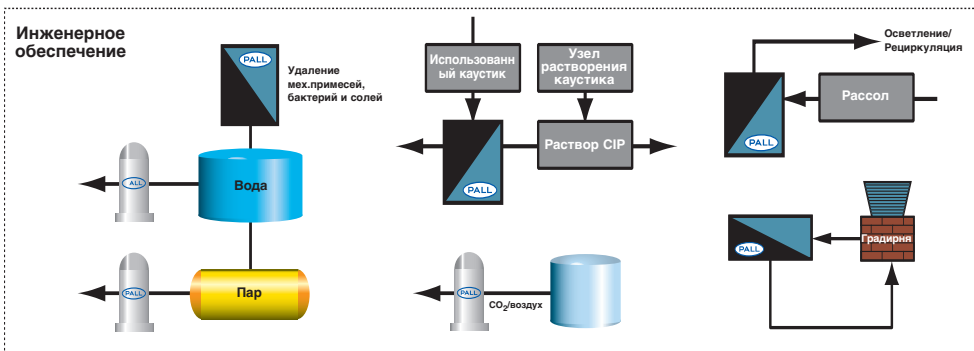 Инженерное
обеспечение
PALL
Удаление
мех.примесей,
бактерий и солей
ALL
Вода
PALL
Пар
Использованн
ый каустик
Узел
растворения
каустика
PALL
Раствор CIP
PALL
CO₂/воздух
Осветление/
Рециркуляция
PALL
Рассол
PALL
Градирня